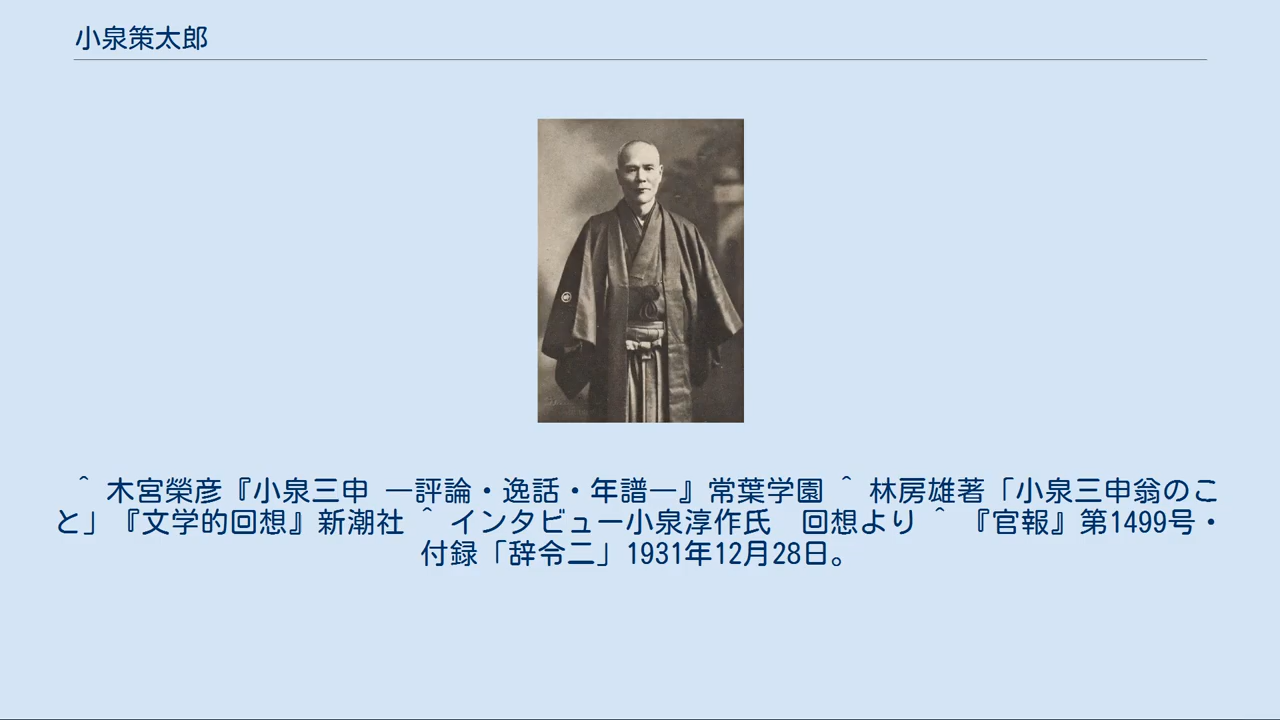 小泉策太郎
^ 木宮榮彦『小泉三申 ―評論・逸話・年譜―』常葉学園 ^ 林房雄著「小泉三申翁のこ
と」『文学的回想』新潮社 ^ インタビュー小泉淳作氏　回想より ^ 『官報』第1499号・
付録「辞令二」1931年12月28日。